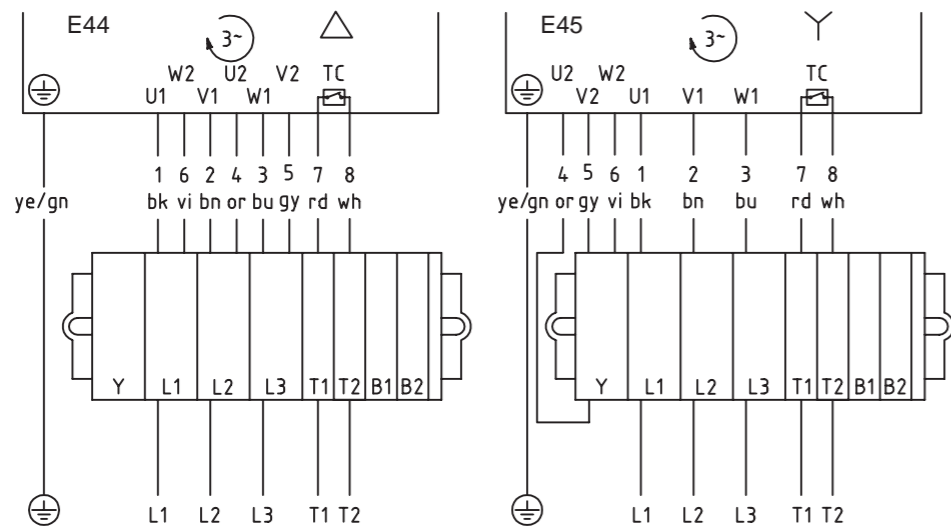 E44 3~
W2 U2 V2 TC
U1 V1 W1
1 6 2 4 3 5 7 8
ye/gn bk vi bn or bu gy rd wh
Y L1 L2 L3 T1 T2 B1 B2
L1 L2 L3 T1 T2
E45 3~
U2 W2 TC
V2 U1 V1 W1
4 5 6 1 2 3 7 8
ye/gn or gy vi bk bn bu rd wh
Y L1 L2 L3 T1 T2 B1 B2
L1 L2 L3 T1 T2